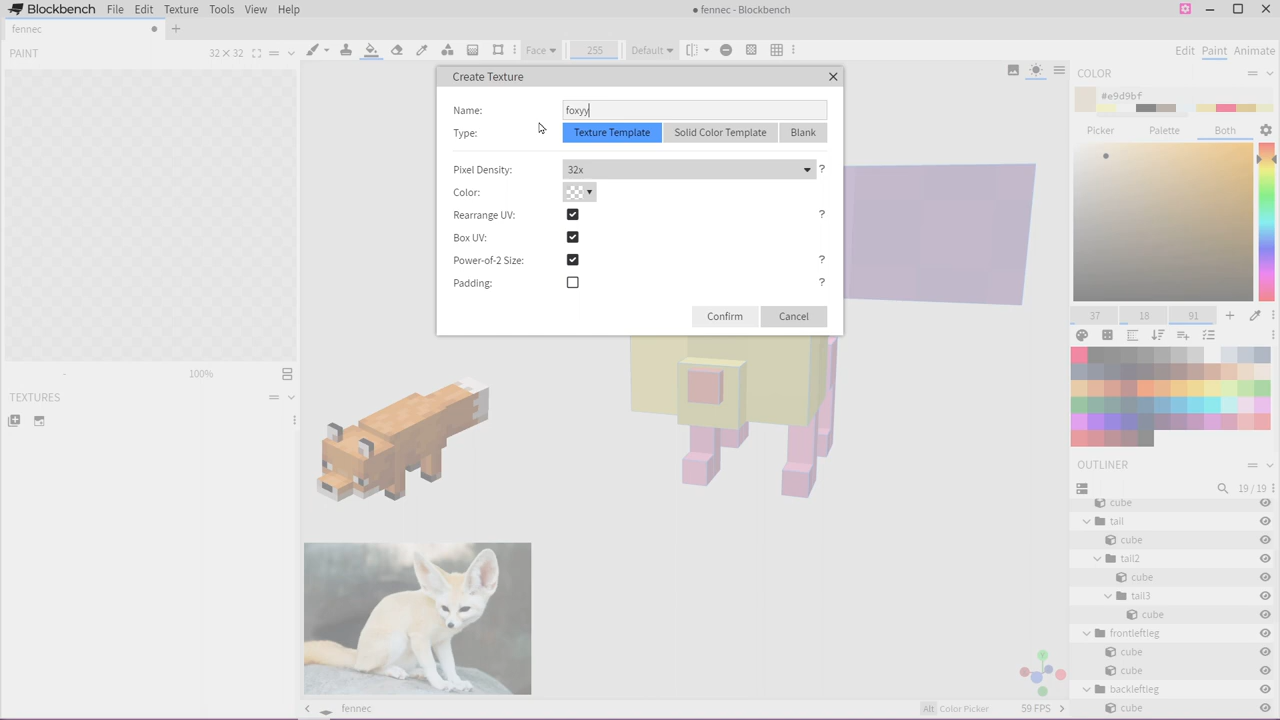 Blockbench File Edit Texture Tools View Help
● fennec - Blockbench
fennec
PAINT 32 × 32
Face 255 Default
Edit Paint Animate
Create Texture
Name: foxyy
Type: Texture Template Solid Color Template Blank
Pixel Density: 32x ?
Color:
Rearrange UV: ?
Box UV:
Power-of-2 Size: ?
Padding: ?
Confirm Cancel
- 100%
TEXTURES
COLOR
#e9d9bf
Picker Palette Both
37 18 91
OUTLINER
19 / 19
cube
tail
cube
tail2
cube
tail3
cube
frontleftleg
cube
cube
backleftleg
cube
fennec
Alt Color Picker 59 FPS